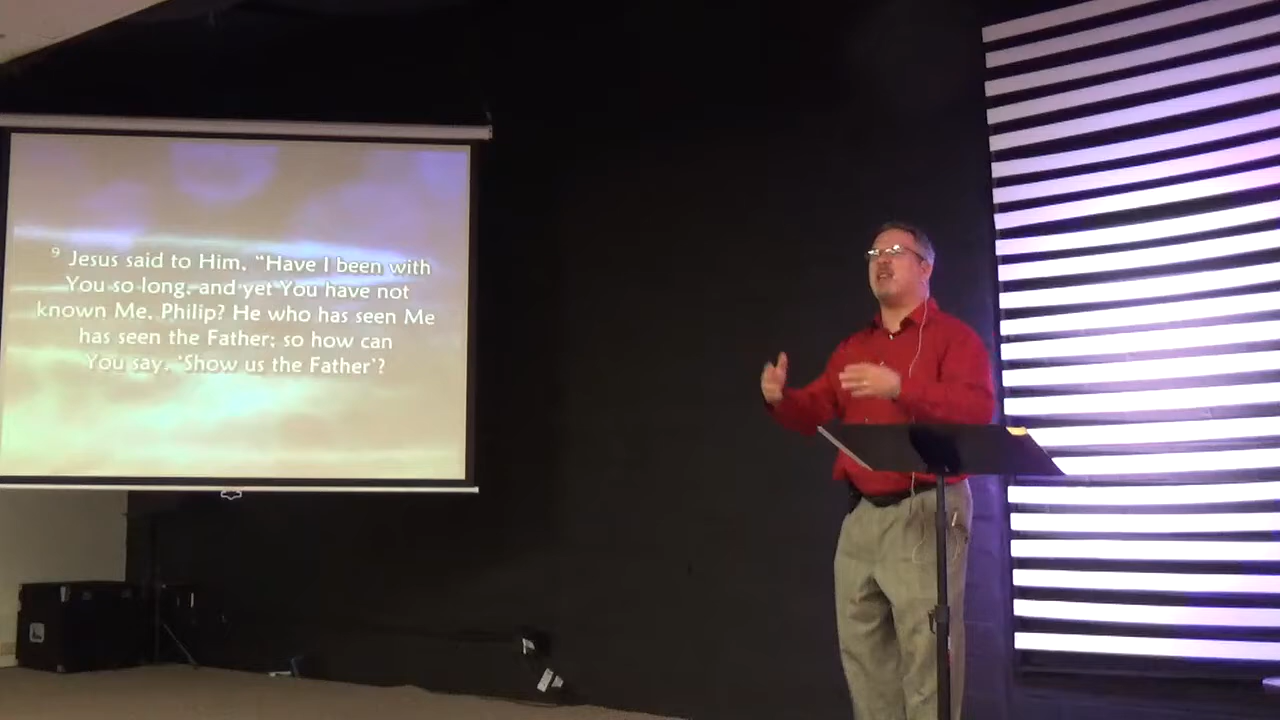 9 Jesus said to Him, "Have I been with
You so long, and yet You have not
known Me, Philip? He who has seen Me
has seen the Father; so how can
You say, 'Show us the Father'?